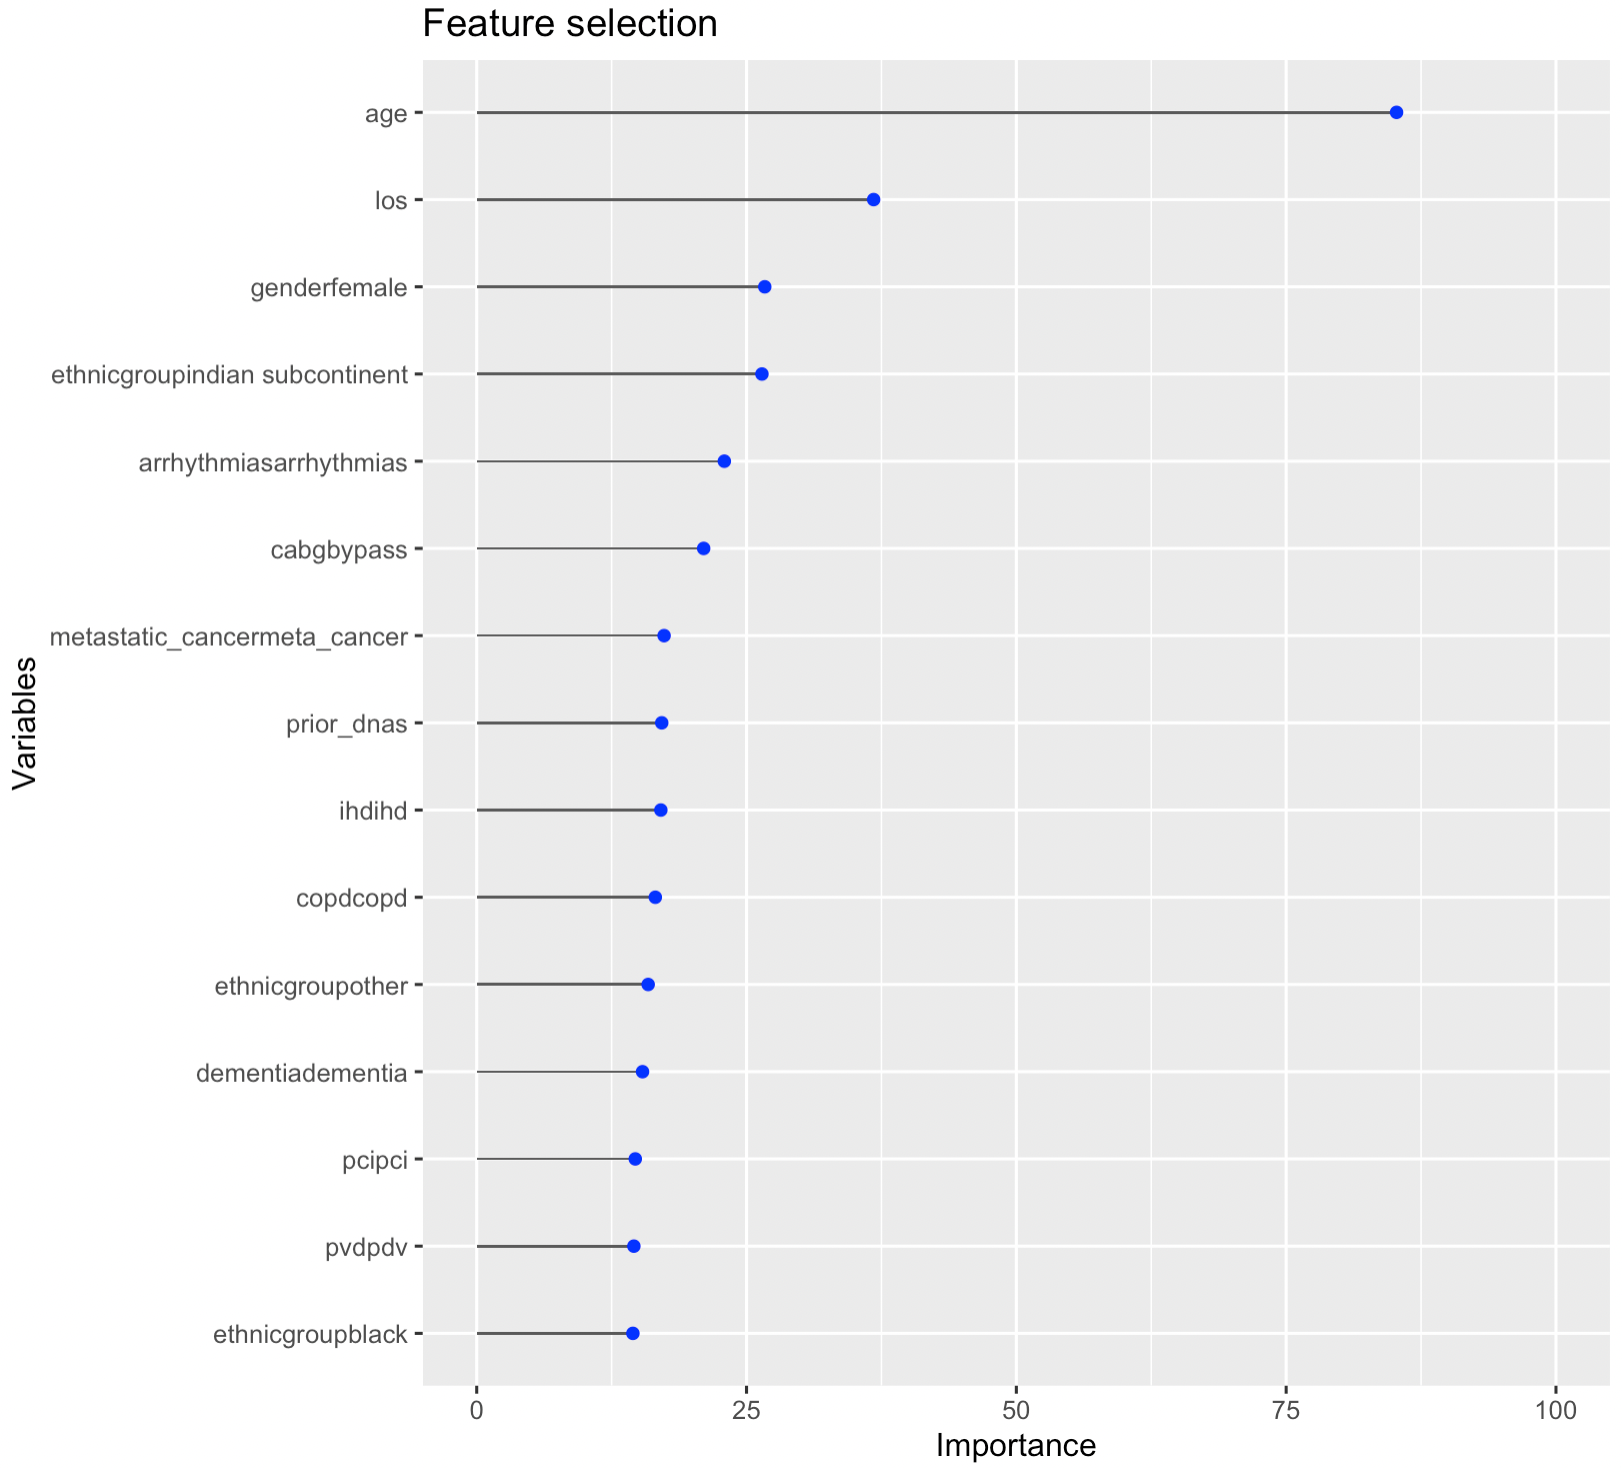 Feature selection
age
los
genderfemale
ethnicgroupindian subcontinent
arrhythmiasarrhythmias
cabgbypass
metastatic_cancermeta_cancer
prior_dnas
ihdihd
copdcopd
ethnicgroupother
dementiadementia
pcipci
pvdpdv
ethnicgroupblack
Variables
0 25 50 75 100
Importance